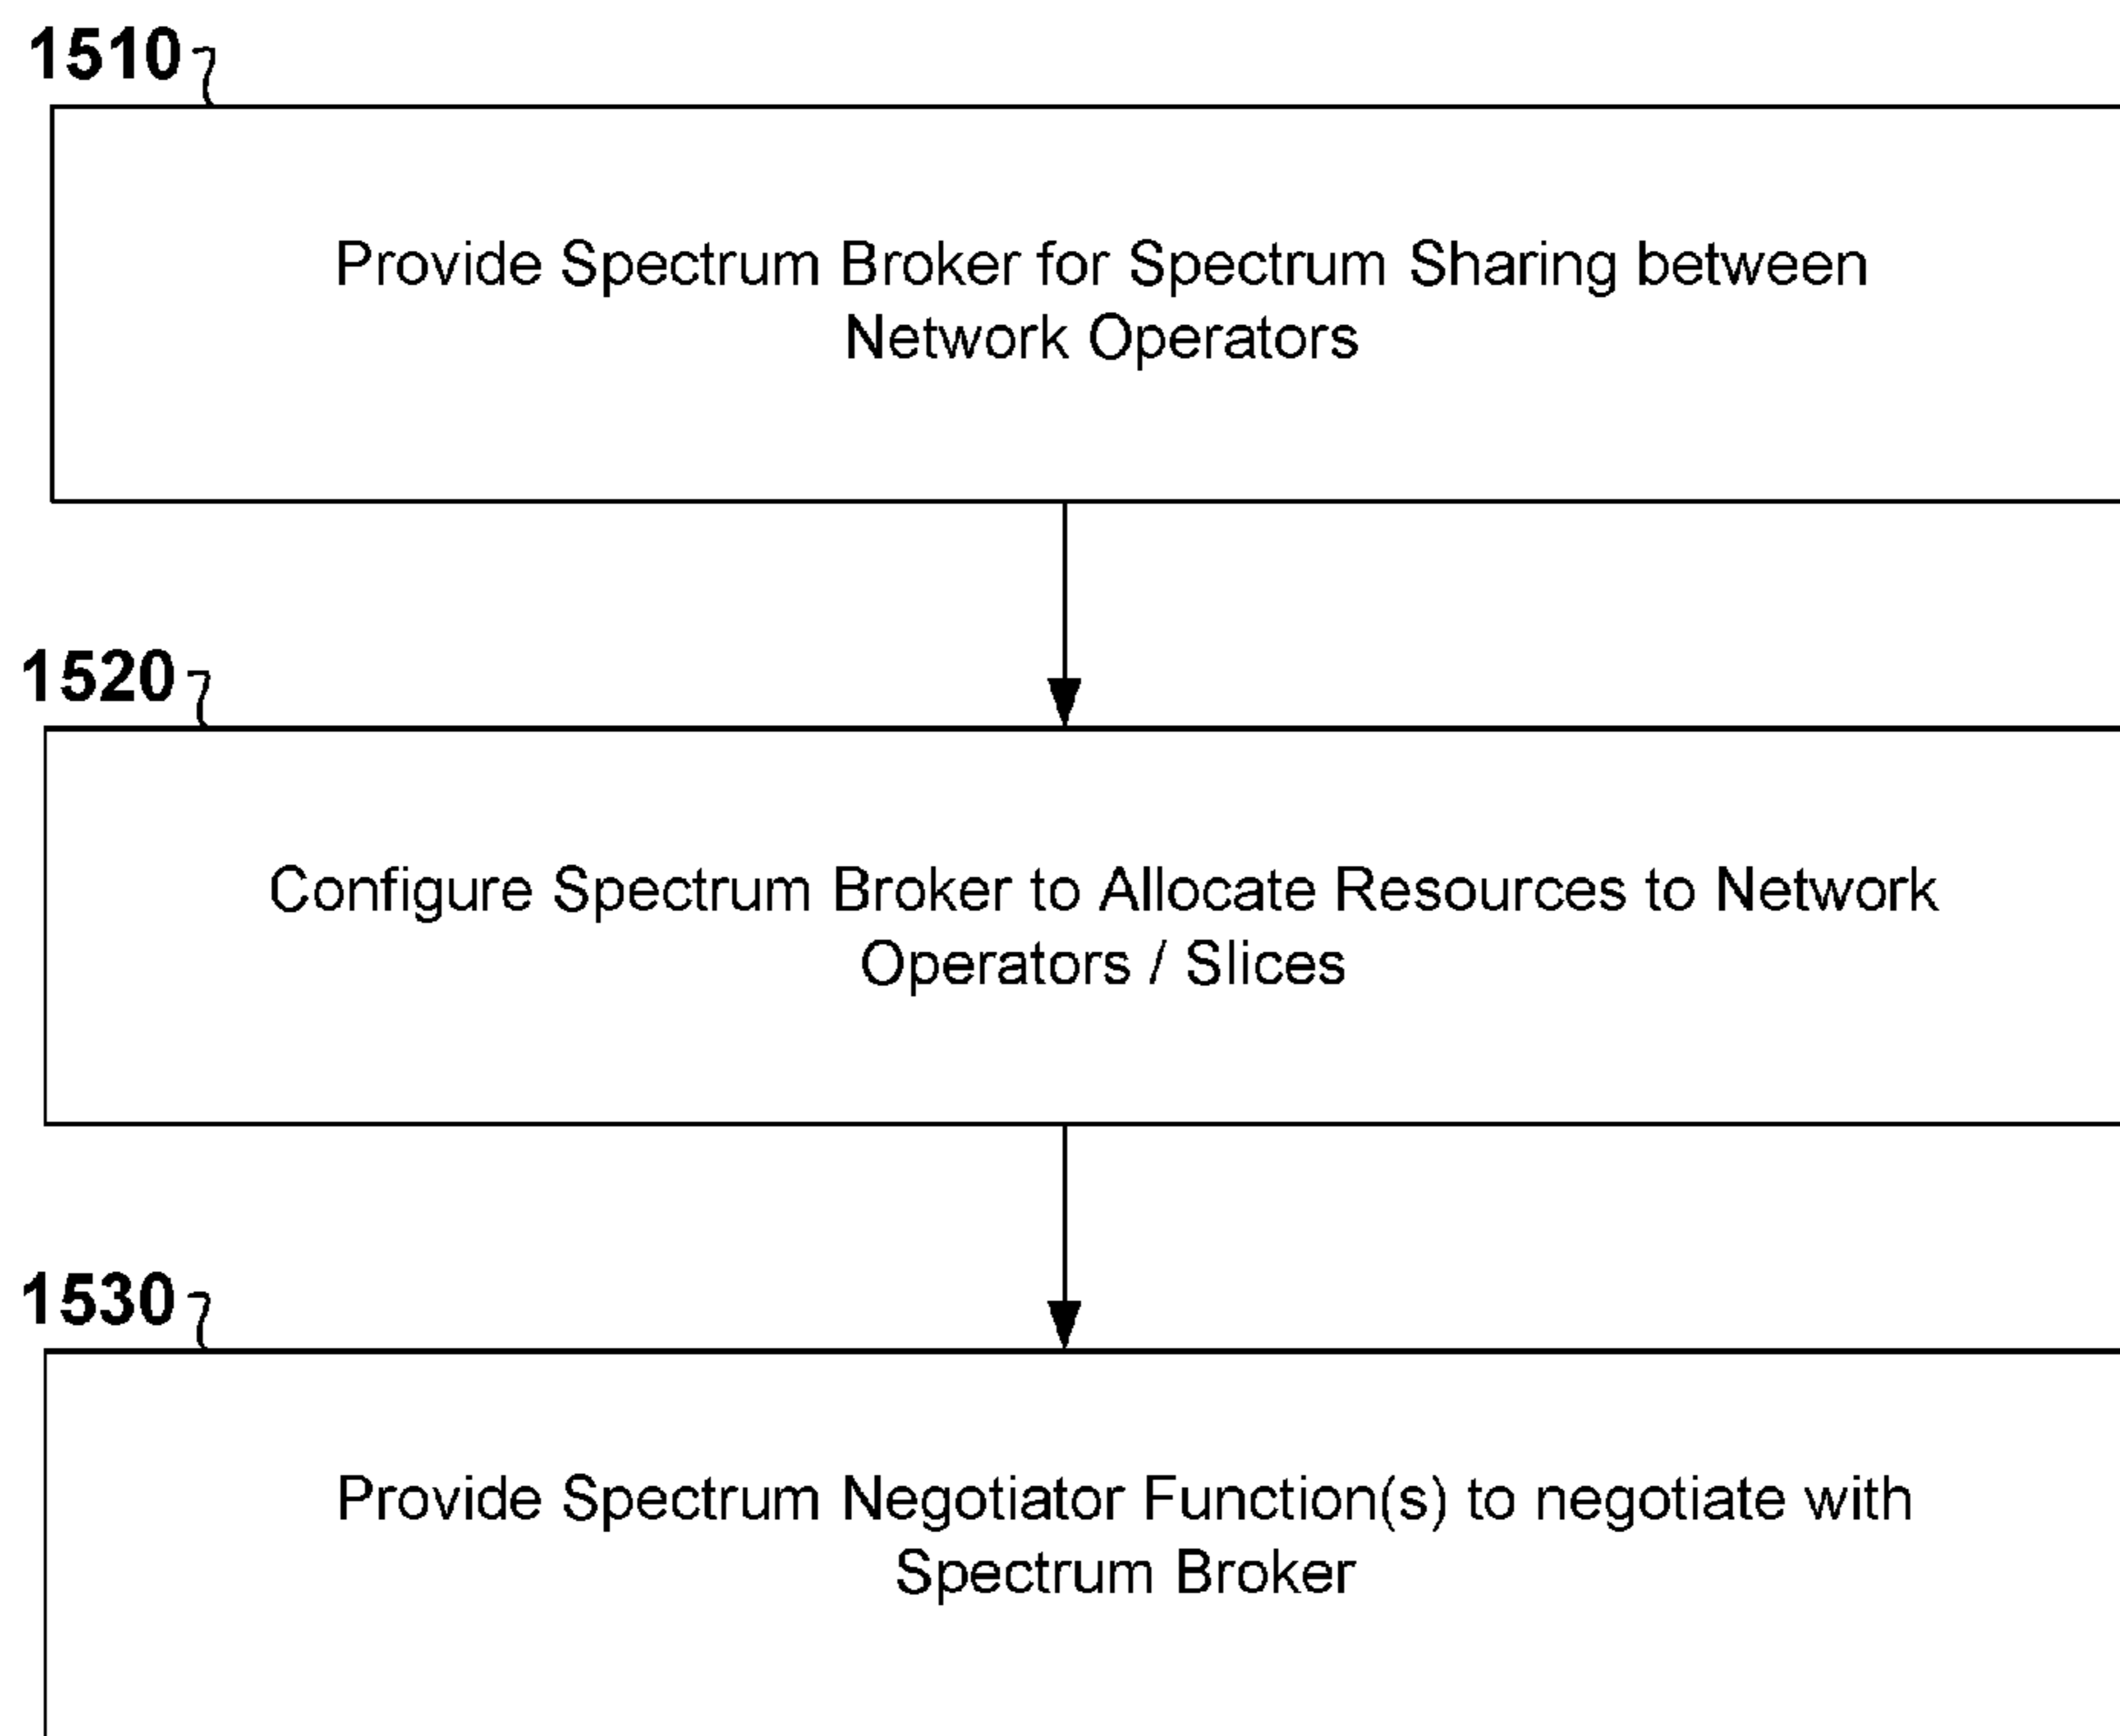 1510
Provide Spectrum Broker for Spectrum Sharing between
Network Operators
1520
Configure Spectrum Broker to Allocate Resources to Network
Operators / Slices
1530
Provide Spectrum Negotiator Function(s) to negotiate with
Spectrum Broker